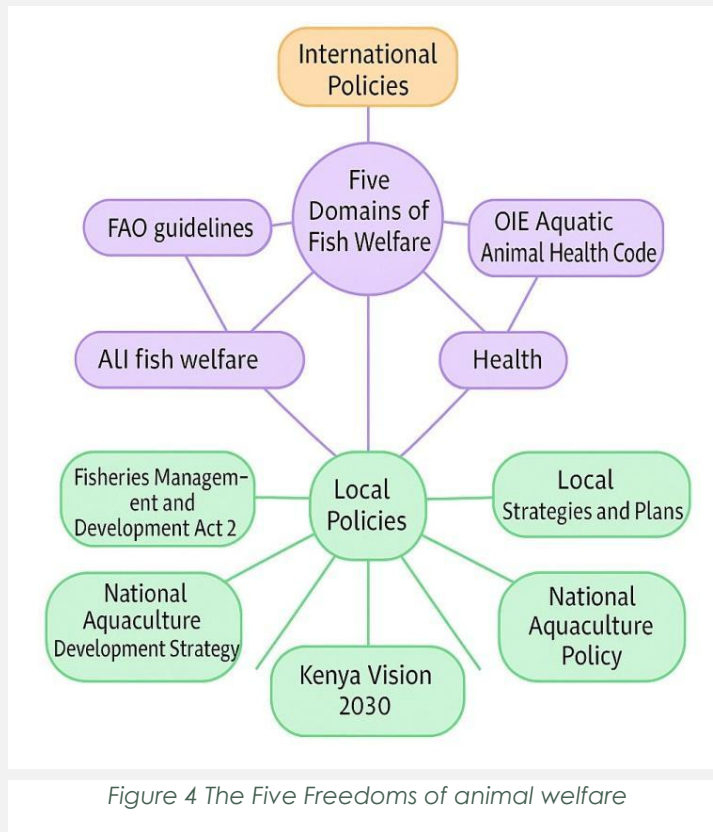 International
Policies
Five
Domains of
Fish Welfare
FAO guidelines
OIE Aquatic
Animal Health Code
ALI fish welfare
Health
Fisheries Managem-
ent and
Development Act 2
Local
Policies
Local
Strategies and Plans
National
Aquaculture
Development Strategy
Kenya Vision
2030
National
Aquaculture
Policy
Figure 4 The Five Freedoms of animal welfare